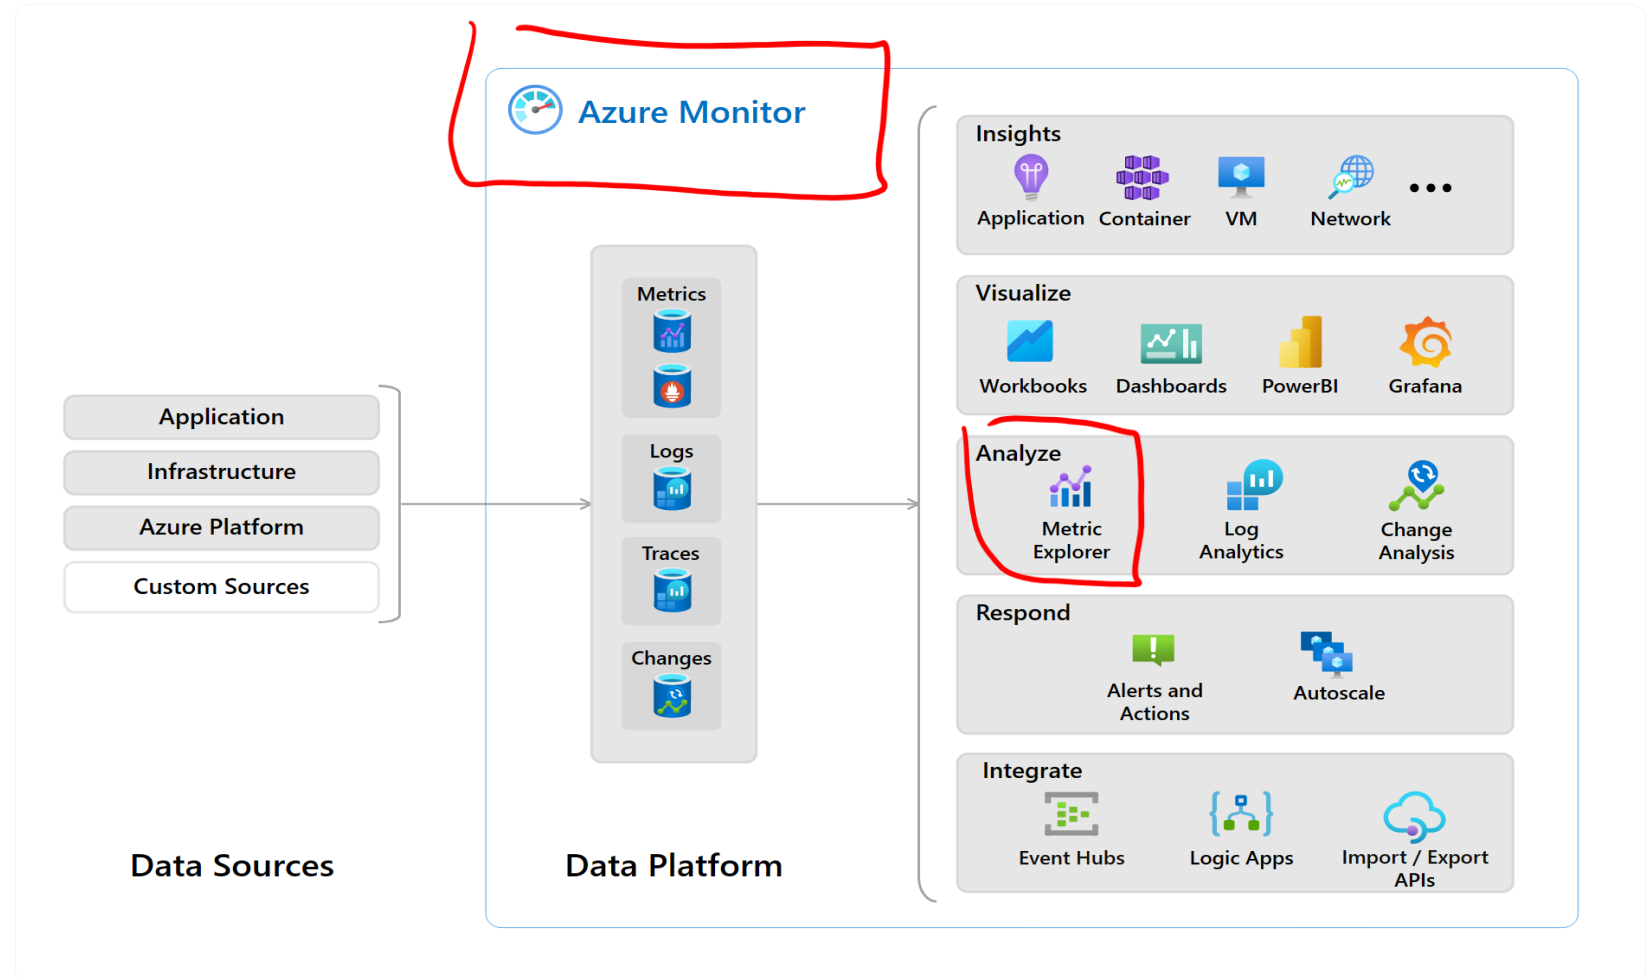 Azure Monitor
Application
Infrastructure
Azure Platform
Custom Sources
Data Sources
Metrics
Logs
Traces
Changes
Data Platform
Insights
Application
Container
VM
Network
...
Visualize
Workbooks
Dashboards
PowerBI
Grafana
Analyze
Metric
Explorer
Log
Analytics
Change
Analysis
Respond
Alerts and
Actions
Autoscale
Integrate
Event Hubs
Logic Apps
Import / Export
APIs